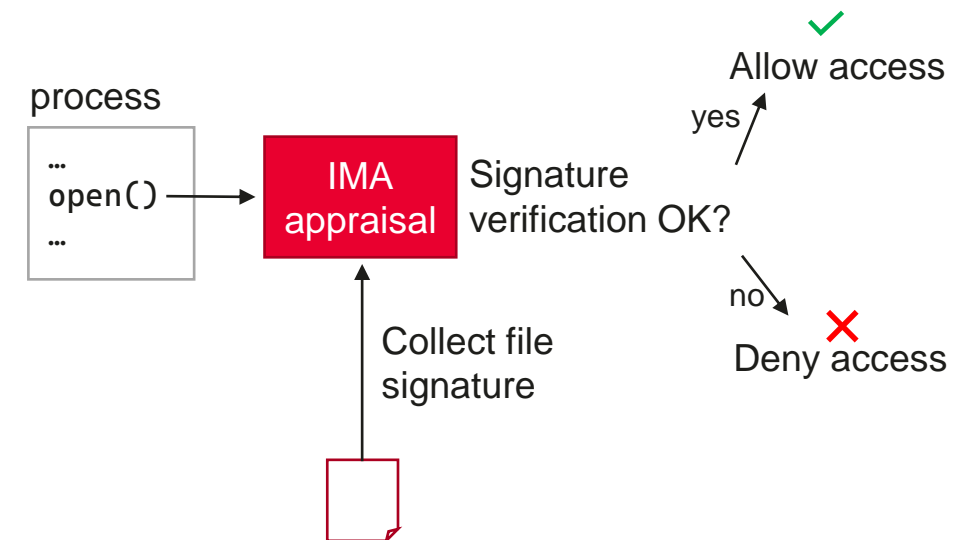 process
…
open()
…
IMA
appraisal
Signature
verification OK?
yes
Allow access
no
Deny access
Collect file
signature